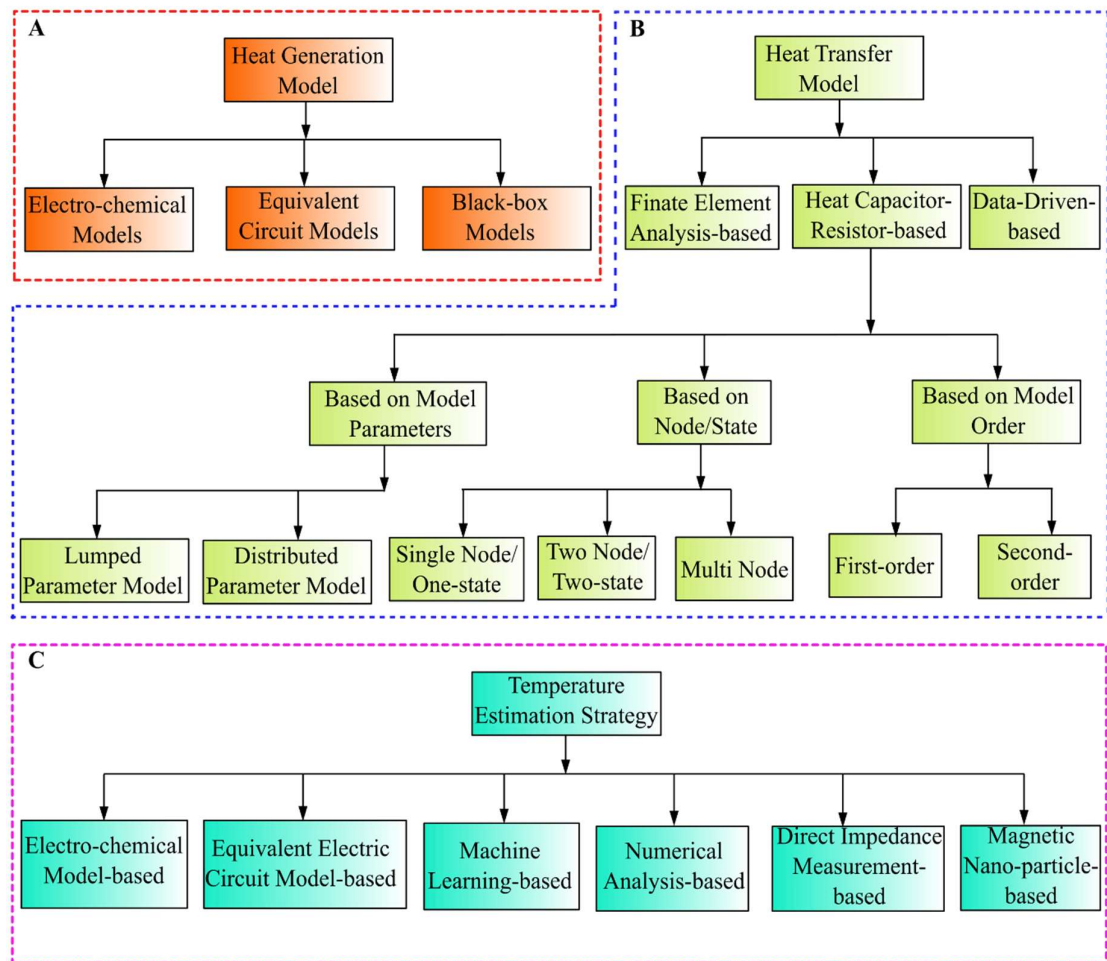 A
Heat Generation
Model
Electro-chemical
Models
Equivalent
Circuit Models
Black-box
Models
B
Heat Transfer
Model
Finate Element
Analysis-based
Heat Capacitor-
Resistor-based
Data-Driven-
based
Based on Model
Parameters
Based on
Node/State
Based on Model
Order
Lumped
Parameter Model
Distributed
Parameter Model
Single Node/
One-state
Two Node/
Two-state
Multi Node
First-order
Second-
order
C
Temperature
Estimation Strategy
Electro-chemical
Model-based
Equivalent Electric
Circuit Model-based
Machine
Learning-based
Numerical
Analysis-based
Direct Impedance
Measurement-
based
Magnetic
Nano-particle-
based